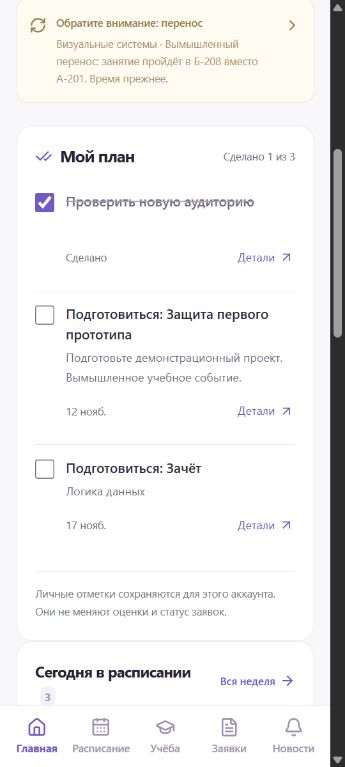 Обратите внимание: перенос
Визуальные системы · Вымышленный
перенос: занятие пройдёт в Б-208 вместо
А-201. Время прежнее.
Мой план
Сделано 1 из 3
Проверить новую аудиторию
Сделано
Детали
Подготовиться: Защита первого
прототипа
Подготовьте демонстрационный проект.
Вымышленное учебное событие.
12 нояб.
Детали
Подготовиться: Зачёт
Логика данных
17 нояб.
Детали
Личные отметки сохраняются для этого аккаунта.
Они не меняют оценки и статус заявок.
Сегодня в расписании
Вся неделя
3
Главная
Расписание
Учёба
Заявки
Новости